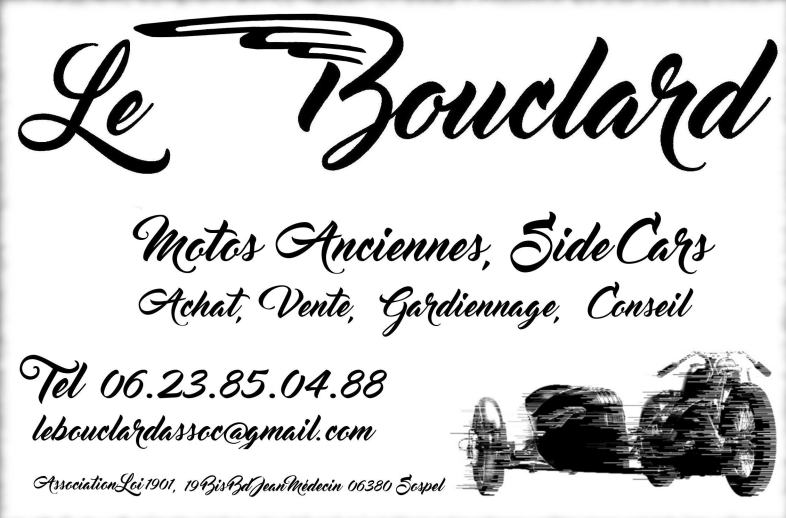 Le Bouclard
Motos Anciennes, SideCars
Achat, Vente, Gardiennage, Conseil
Tel 06.23.85.04.88
lebouclardassoc@gmail.com
AssociationLoi1901, 19BisBdJeanMédecin 06380 Sospel